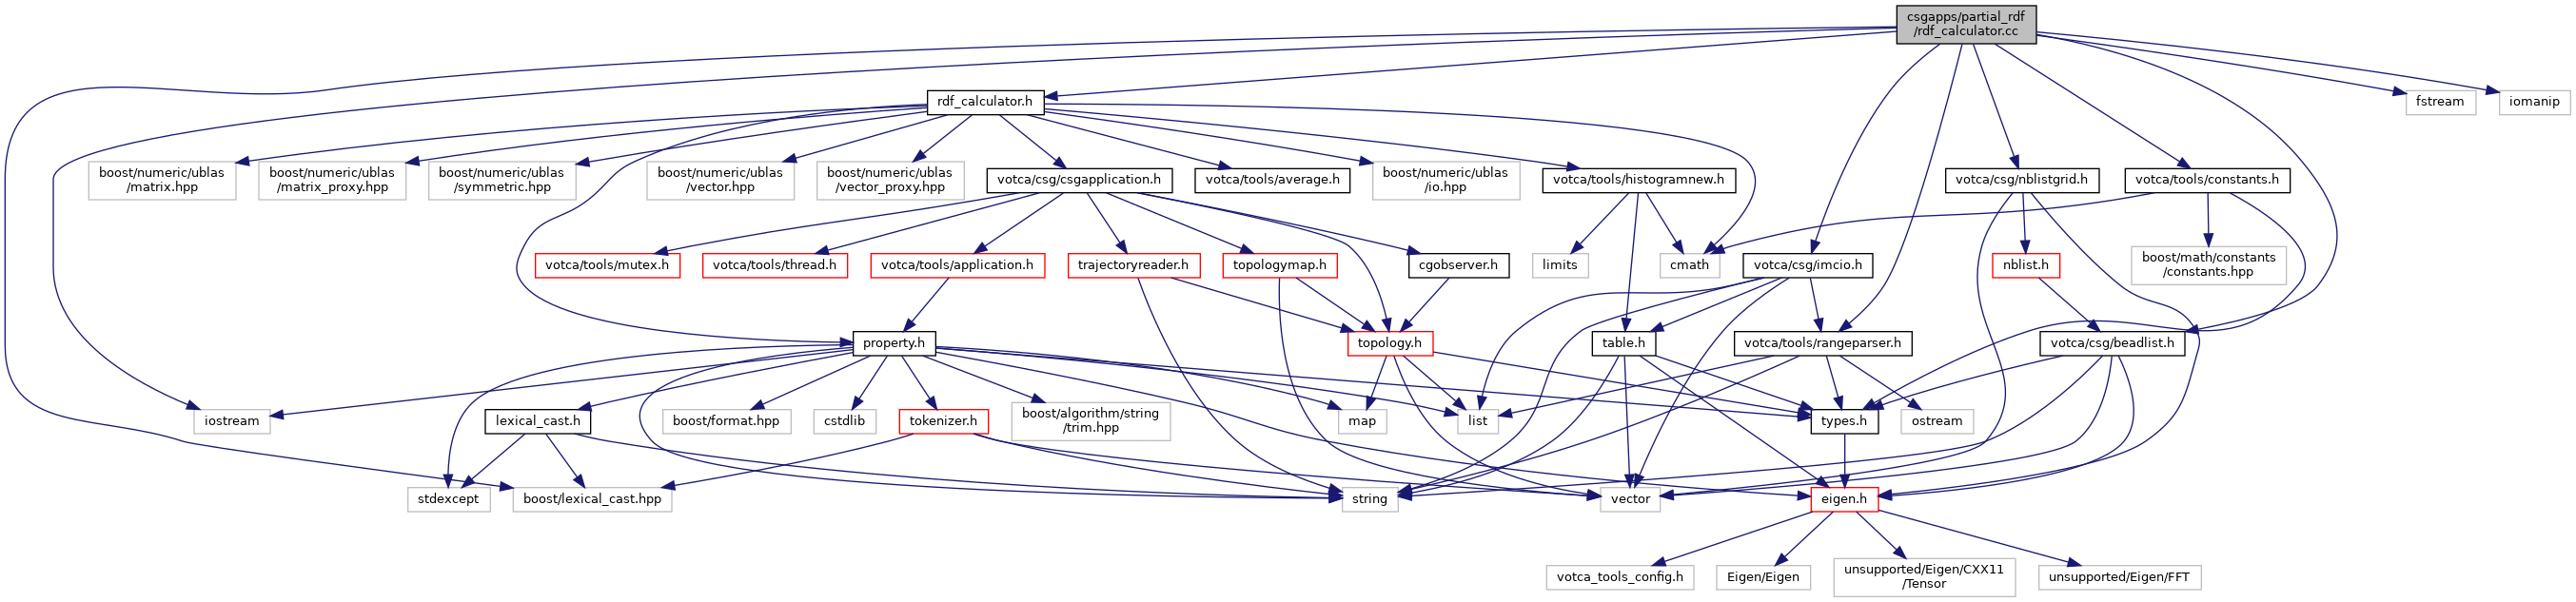 csgapps/partial_rdf
/rdf_calculator.cc
rdf_calculator.h
fstream
iomanip
boost/numeric/ublas
/matrix.hpp
boost/numeric/ublas
/matrix_proxy.hpp
boost/numeric/ublas
/symmetric.hpp
boost/numeric/ublas
/vector.hpp
boost/numeric/ublas
/vector_proxy.hpp
votca/csg/csgapplication.h
votca/tools/average.h
boost/numeric/ublas
/io.hpp
votca/tools/histogramnew.h
votca/csg/nblistgrid.h
votca/tools/constants.h
votca/tools/mutex.h
votca/tools/thread.h
votca/tools/application.h
trajectoryreader.h
topologymap.h
cgobserver.h
limits
cmath
votca/csg/imcio.h
nblist.h
boost/math/constants
/constants.hpp
property.h
topology.h
table.h
votca/tools/rangeparser.h
votca/csg/beadlist.h
iostream
lexical_cast.h
boost/format.hpp
cstdlib
tokenizer.h
boost/algorithm/string
/trim.hpp
map
list
types.h
ostream
stdexcept
boost/lexical_cast.hpp
string
vector
eigen.h
votca_tools_config.h
Eigen/Eigen
unsupported/Eigen/CXX11
/Tensor
unsupported/Eigen/FFT